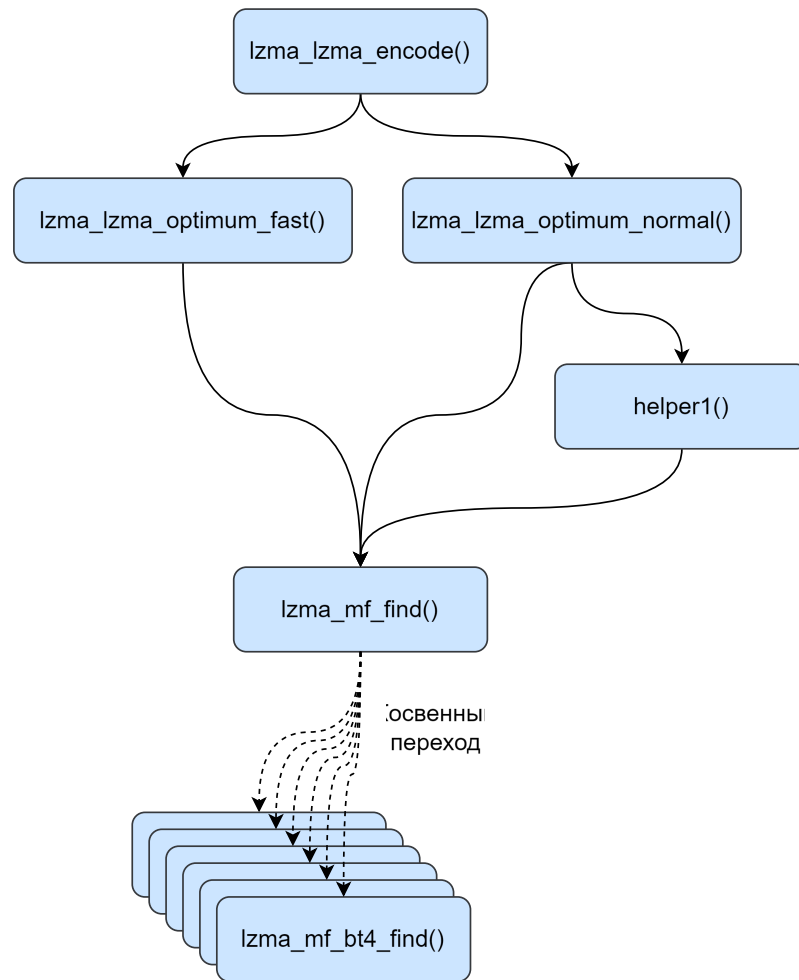 lzma_lzma_encode()
lzma_lzma_optimum_fast()
lzma_lzma_optimum_normal()
helper1()
lzma_mf_find()
переход
lzma_mf_bt4_find()